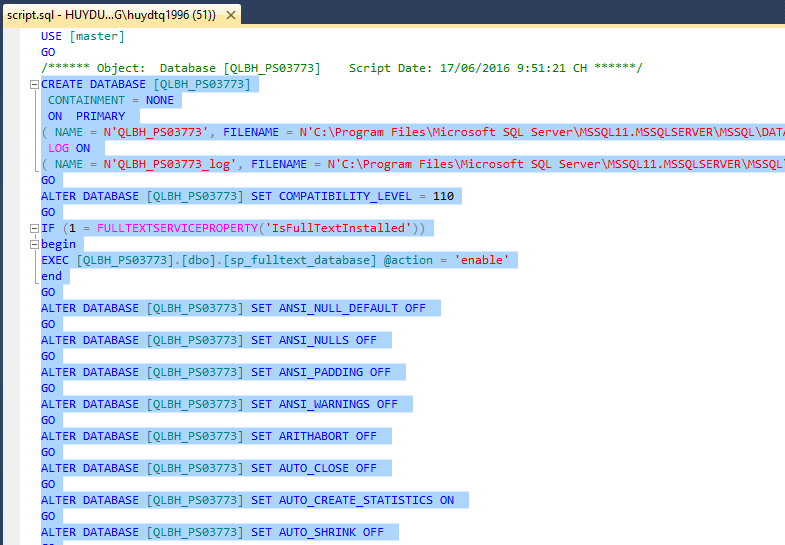 script.sql - HUYDU...G\huydtq1996 (51))
USE [master]
GO
/****** Object:  Database [QLBH_PS03773]    Script Date: 17/06/2016 9:51:21 CH ******/
CREATE DATABASE [QLBH_PS03773]
 CONTAINMENT = NONE
 ON  PRIMARY
( NAME = N'QLBH_PS03773', FILENAME = N'C:\Program Files\Microsoft SQL Server\MSSQL11.MSSQLSERVER\MSSQL\DATA
 LOG ON
( NAME = N'QLBH_PS03773_log', FILENAME = N'C:\Program Files\Microsoft SQL Server\MSSQL11.MSSQLSERVER\MSSQL\
GO
ALTER DATABASE [QLBH_PS03773] SET COMPATIBILITY_LEVEL = 110
GO
IF (1 = FULLTEXTSERVICEPROPERTY('IsFullTextInstalled'))
begin
EXEC [QLBH_PS03773].[dbo].[sp_fulltext_database] @action = 'enable'
end
GO
ALTER DATABASE [QLBH_PS03773] SET ANSI_NULL_DEFAULT OFF
GO
ALTER DATABASE [QLBH_PS03773] SET ANSI_NULLS OFF
GO
ALTER DATABASE [QLBH_PS03773] SET ANSI_PADDING OFF
GO
ALTER DATABASE [QLBH_PS03773] SET ANSI_WARNINGS OFF
GO
ALTER DATABASE [QLBH_PS03773] SET ARITHABORT OFF
GO
ALTER DATABASE [QLBH_PS03773] SET AUTO_CLOSE OFF
GO
ALTER DATABASE [QLBH_PS03773] SET AUTO_CREATE_STATISTICS ON
GO
ALTER DATABASE [QLBH_PS03773] SET AUTO_SHRINK OFF